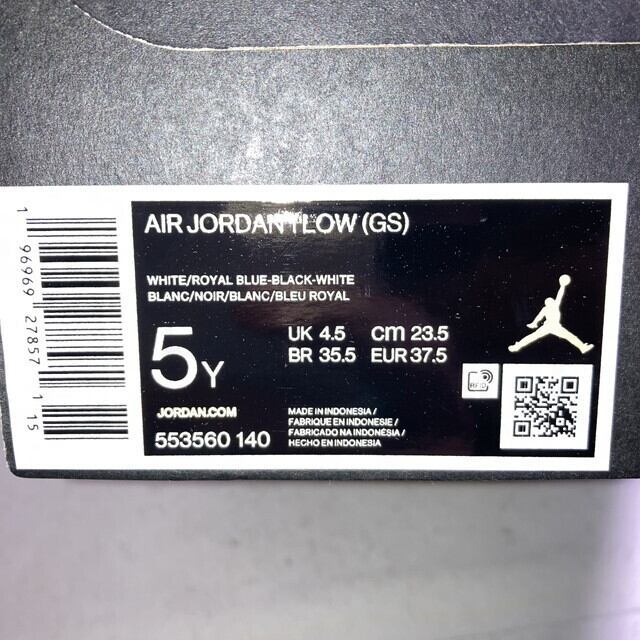 AIR JORDAN 1 LOW (GS)
WHITE/ROYAL BLUE-BLACK-WHITE
BLANC/NOIR/BLANC/BLEU ROYAL
5Y
UK 4.5 CM 23.5
BR 35.5 EUR 37.5
RFID
JORDAN.COM
553560 140
MADE IN INDONESIA /
FABRIQUE EN INDONESIE /
FABRICADO NA INDONÉSIA /
HECHO EN INDONESIA
1 96969 27857 1 15